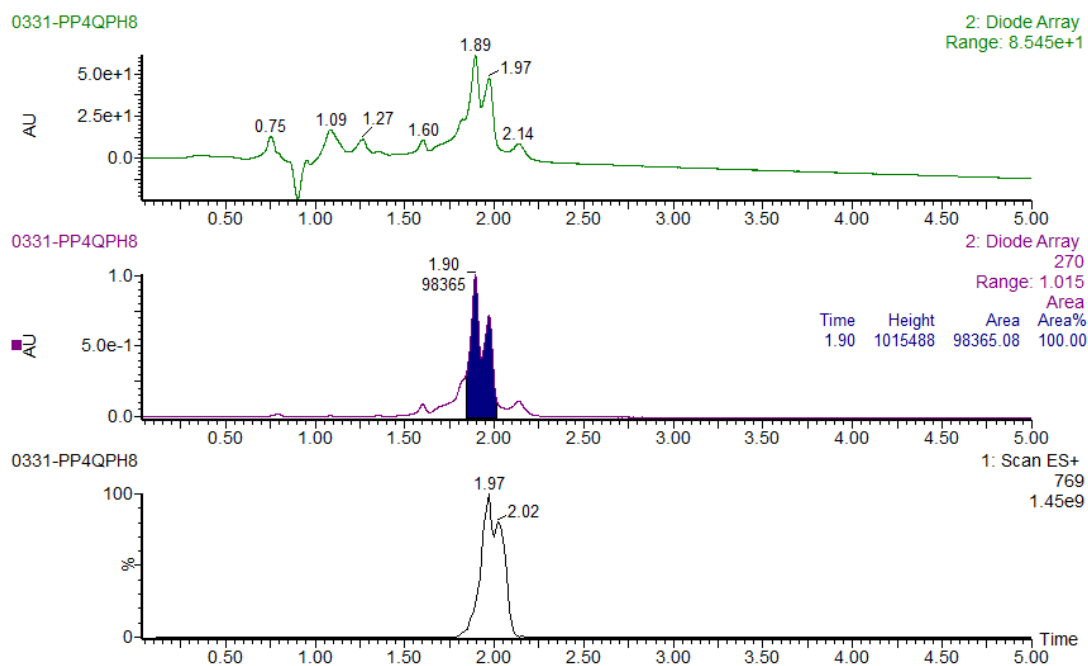 0331-PP4QPH8
2: Diode Array
Range: 8.545e+1
1.89
1.97
5.0e+1
2.5e+1
0.0
AU
0.75
1.09
1.27
1.60
2.14
0.50 1.00 1.50 2.00 2.50 3.00 3.50 4.00 4.50 5.00
0331-PP4QPH8
2: Diode Array
270
Range: 1.015
Area
Time Height Area Area%
1.90 1015488 98365.08 100.00
1.90
98365
1.0
AU
5.0e-1
0.0
0.50 1.00 1.50 2.00 2.50 3.00 3.50 4.00 4.50 5.00
0331-PP4QPH8
1: Scan ES+
769
1.45e9
1.97
2.02
100
%
0
Time
0.50 1.00 1.50 2.00 2.50 3.00 3.50 4.00 4.50 5.00